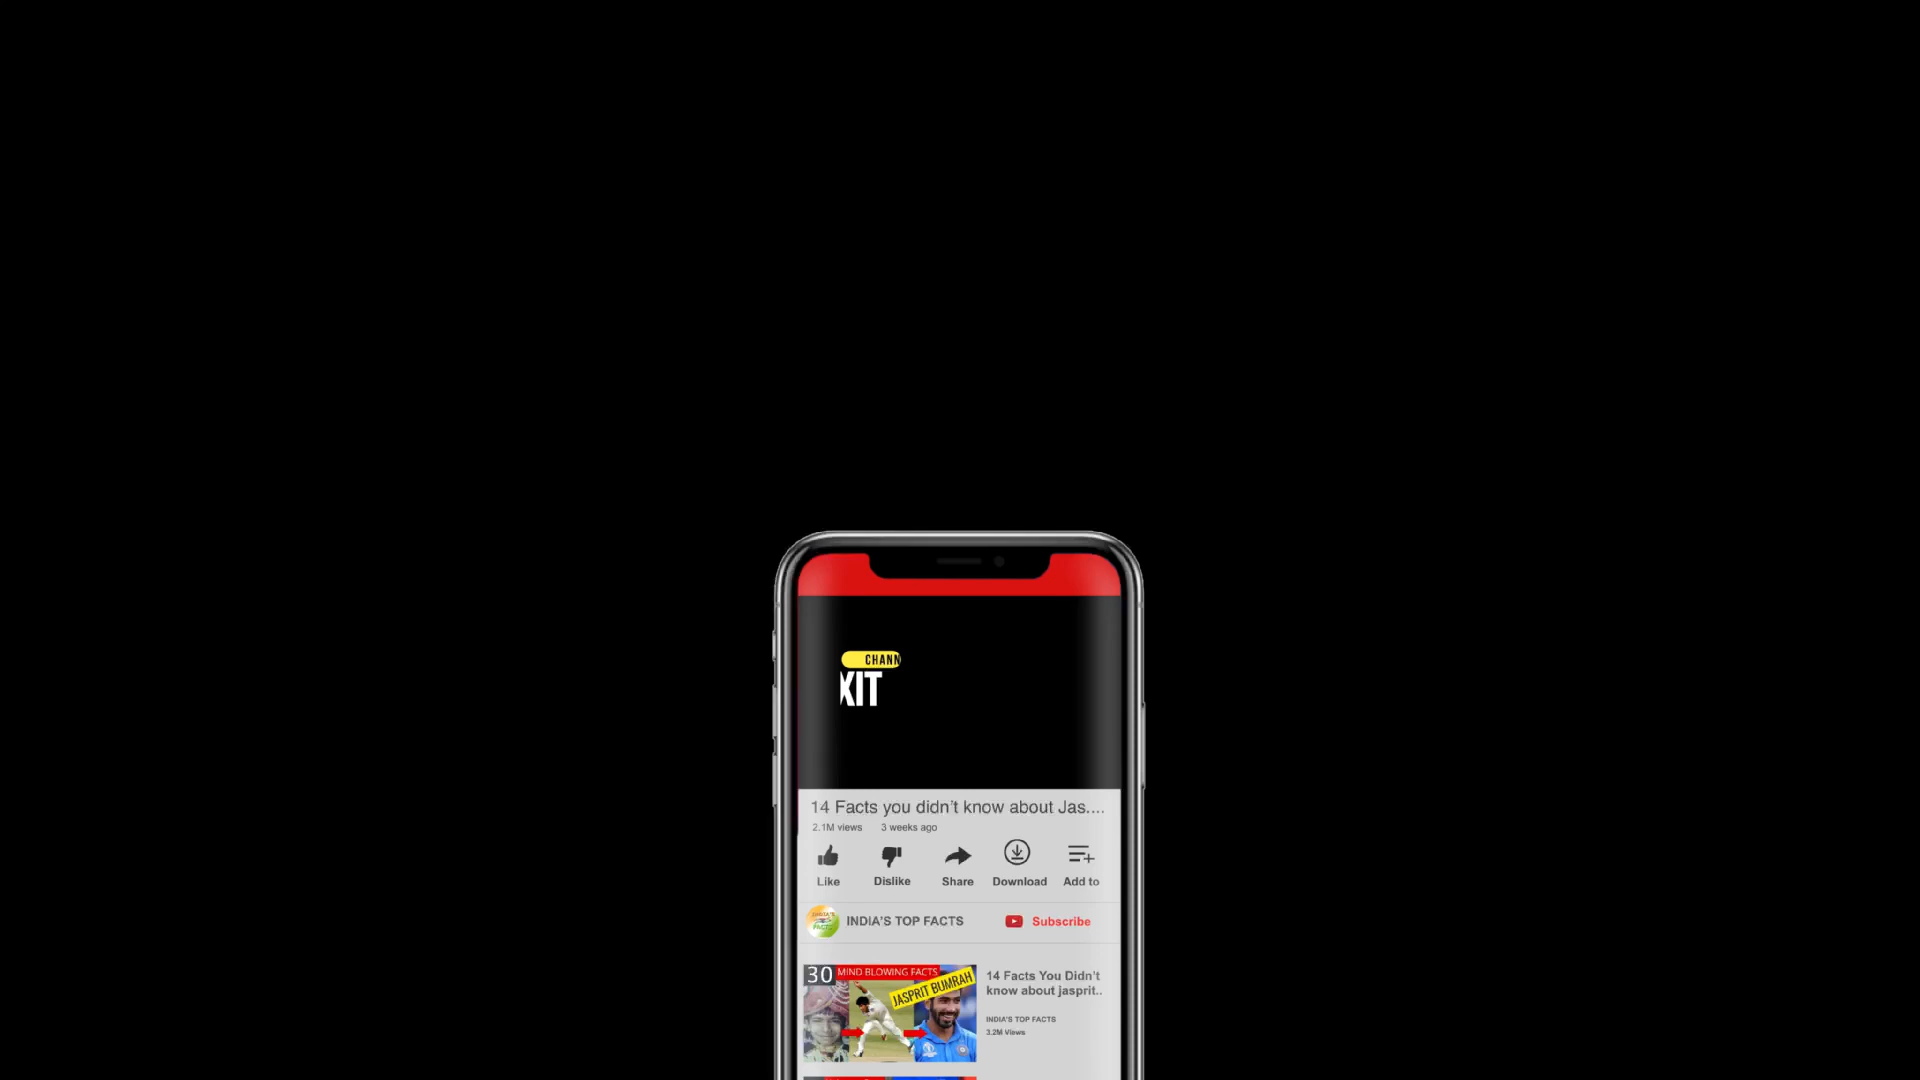 CHANN
XIT
14 Facts you didn't know about Jas....
2.1M views 3 weeks ago
Like Dislike Share Download Add to
INDIA'S TOP FACTS Subscribe
30 MIND BLOWING FACTS
JASPRIT BUMRAH
14 Facts You Didn't
know about jasprit..
INDIA'S TOP FACTS
3.2M Views